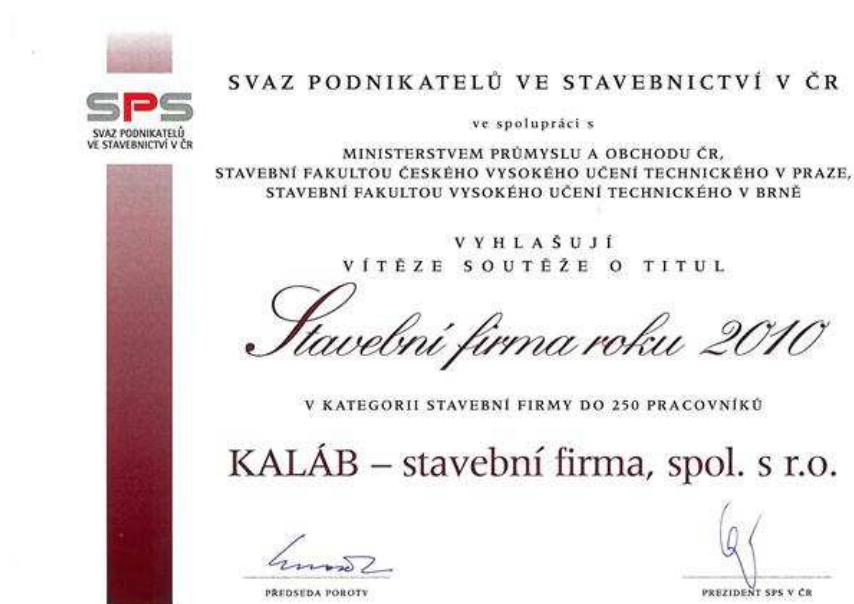 SPS
SVAZ PODNIKATELŮ
VE STAVEBNICTVÍ V ČR
SVAZ PODNIKATELŮ VE STAVEBNICTVÍ V ČR
ve spolupráci s
MINISTERSTVEM PRŮMYSLU A OBCHODU ČR,
STAVEBNÍ FAKULTOU ČESKÉHO VYSOKÉHO UČENÍ TECHNICKÉHO V PRAZE,
STAVEBNÍ FAKULTOU VYSOKÉHO UČENÍ TECHNICKÉHO V BRNĚ
VYHLAŠUJÍ
VÍTĚZE SOUTĚŽE O TITUL
Stavební firma roku 2010
V KATEGORII STAVEBNÍ FIRMY DO 250 PRACOVNÍKŮ
KALÁB – stavební firma, spol. s r.o.
PŘEDSEDA POROTY
PREZIDENT SPS V ČR